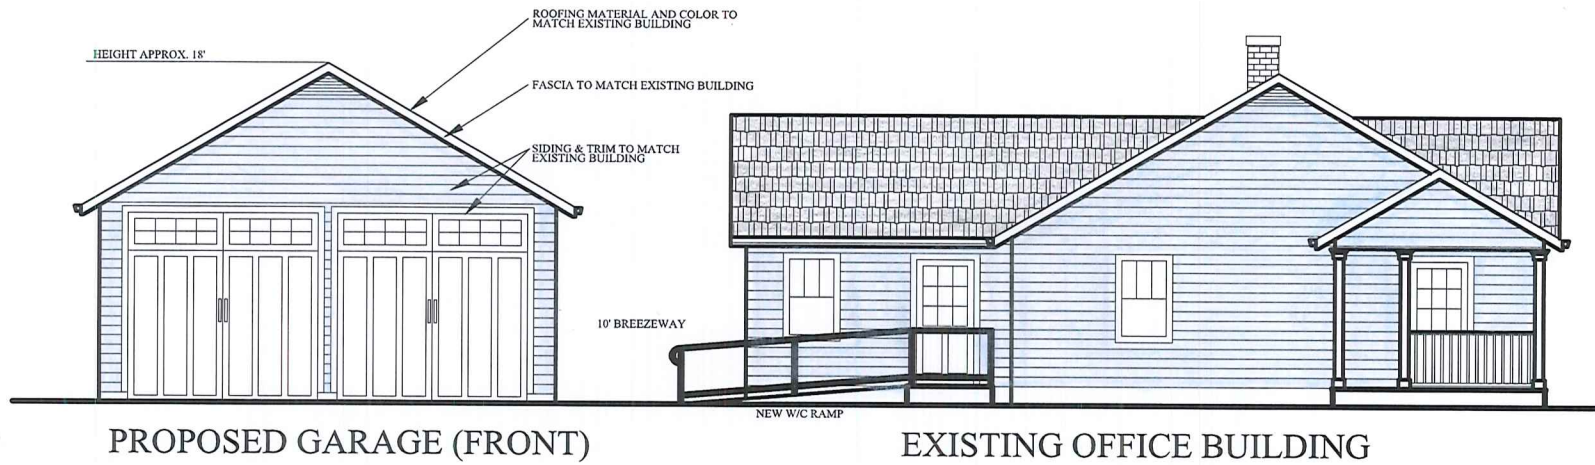 ROOFING MATERIAL AND COLOR TO
MATCH EXISTING BUILDING
HEIGHT APPROX. 18'
FASCIA TO MATCH EXISTING BUILDING
SIDING & TRIM TO MATCH
EXISTING BUILDING
10' BREEZEWAY
NEW W/C RAMP
PROPOSED GARAGE (FRONT)
EXISTING OFFICE BUILDING